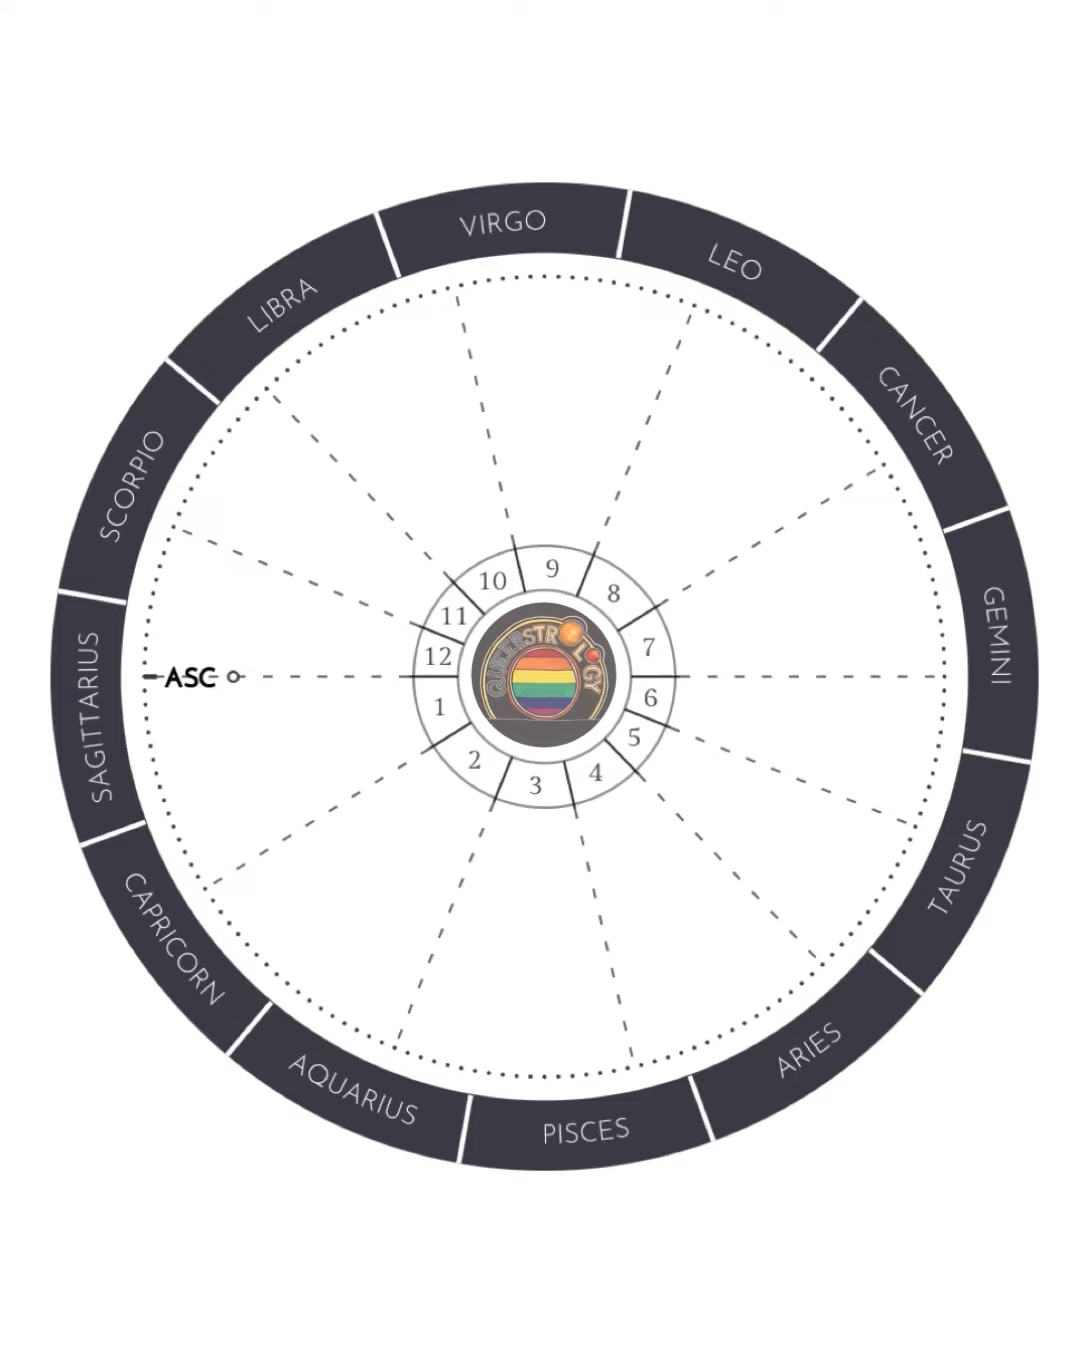 VIRGO
LEO
CANCER
GEMINI
TAURUS
ARIES
PISCES
AQUARIUS
CAPRICORN
SAGITTARIUS
SCORPIO
LIBRA
ASC
1
2
3
4
5
6
7
8
9
10
11
12
QUEERSTROLOGY